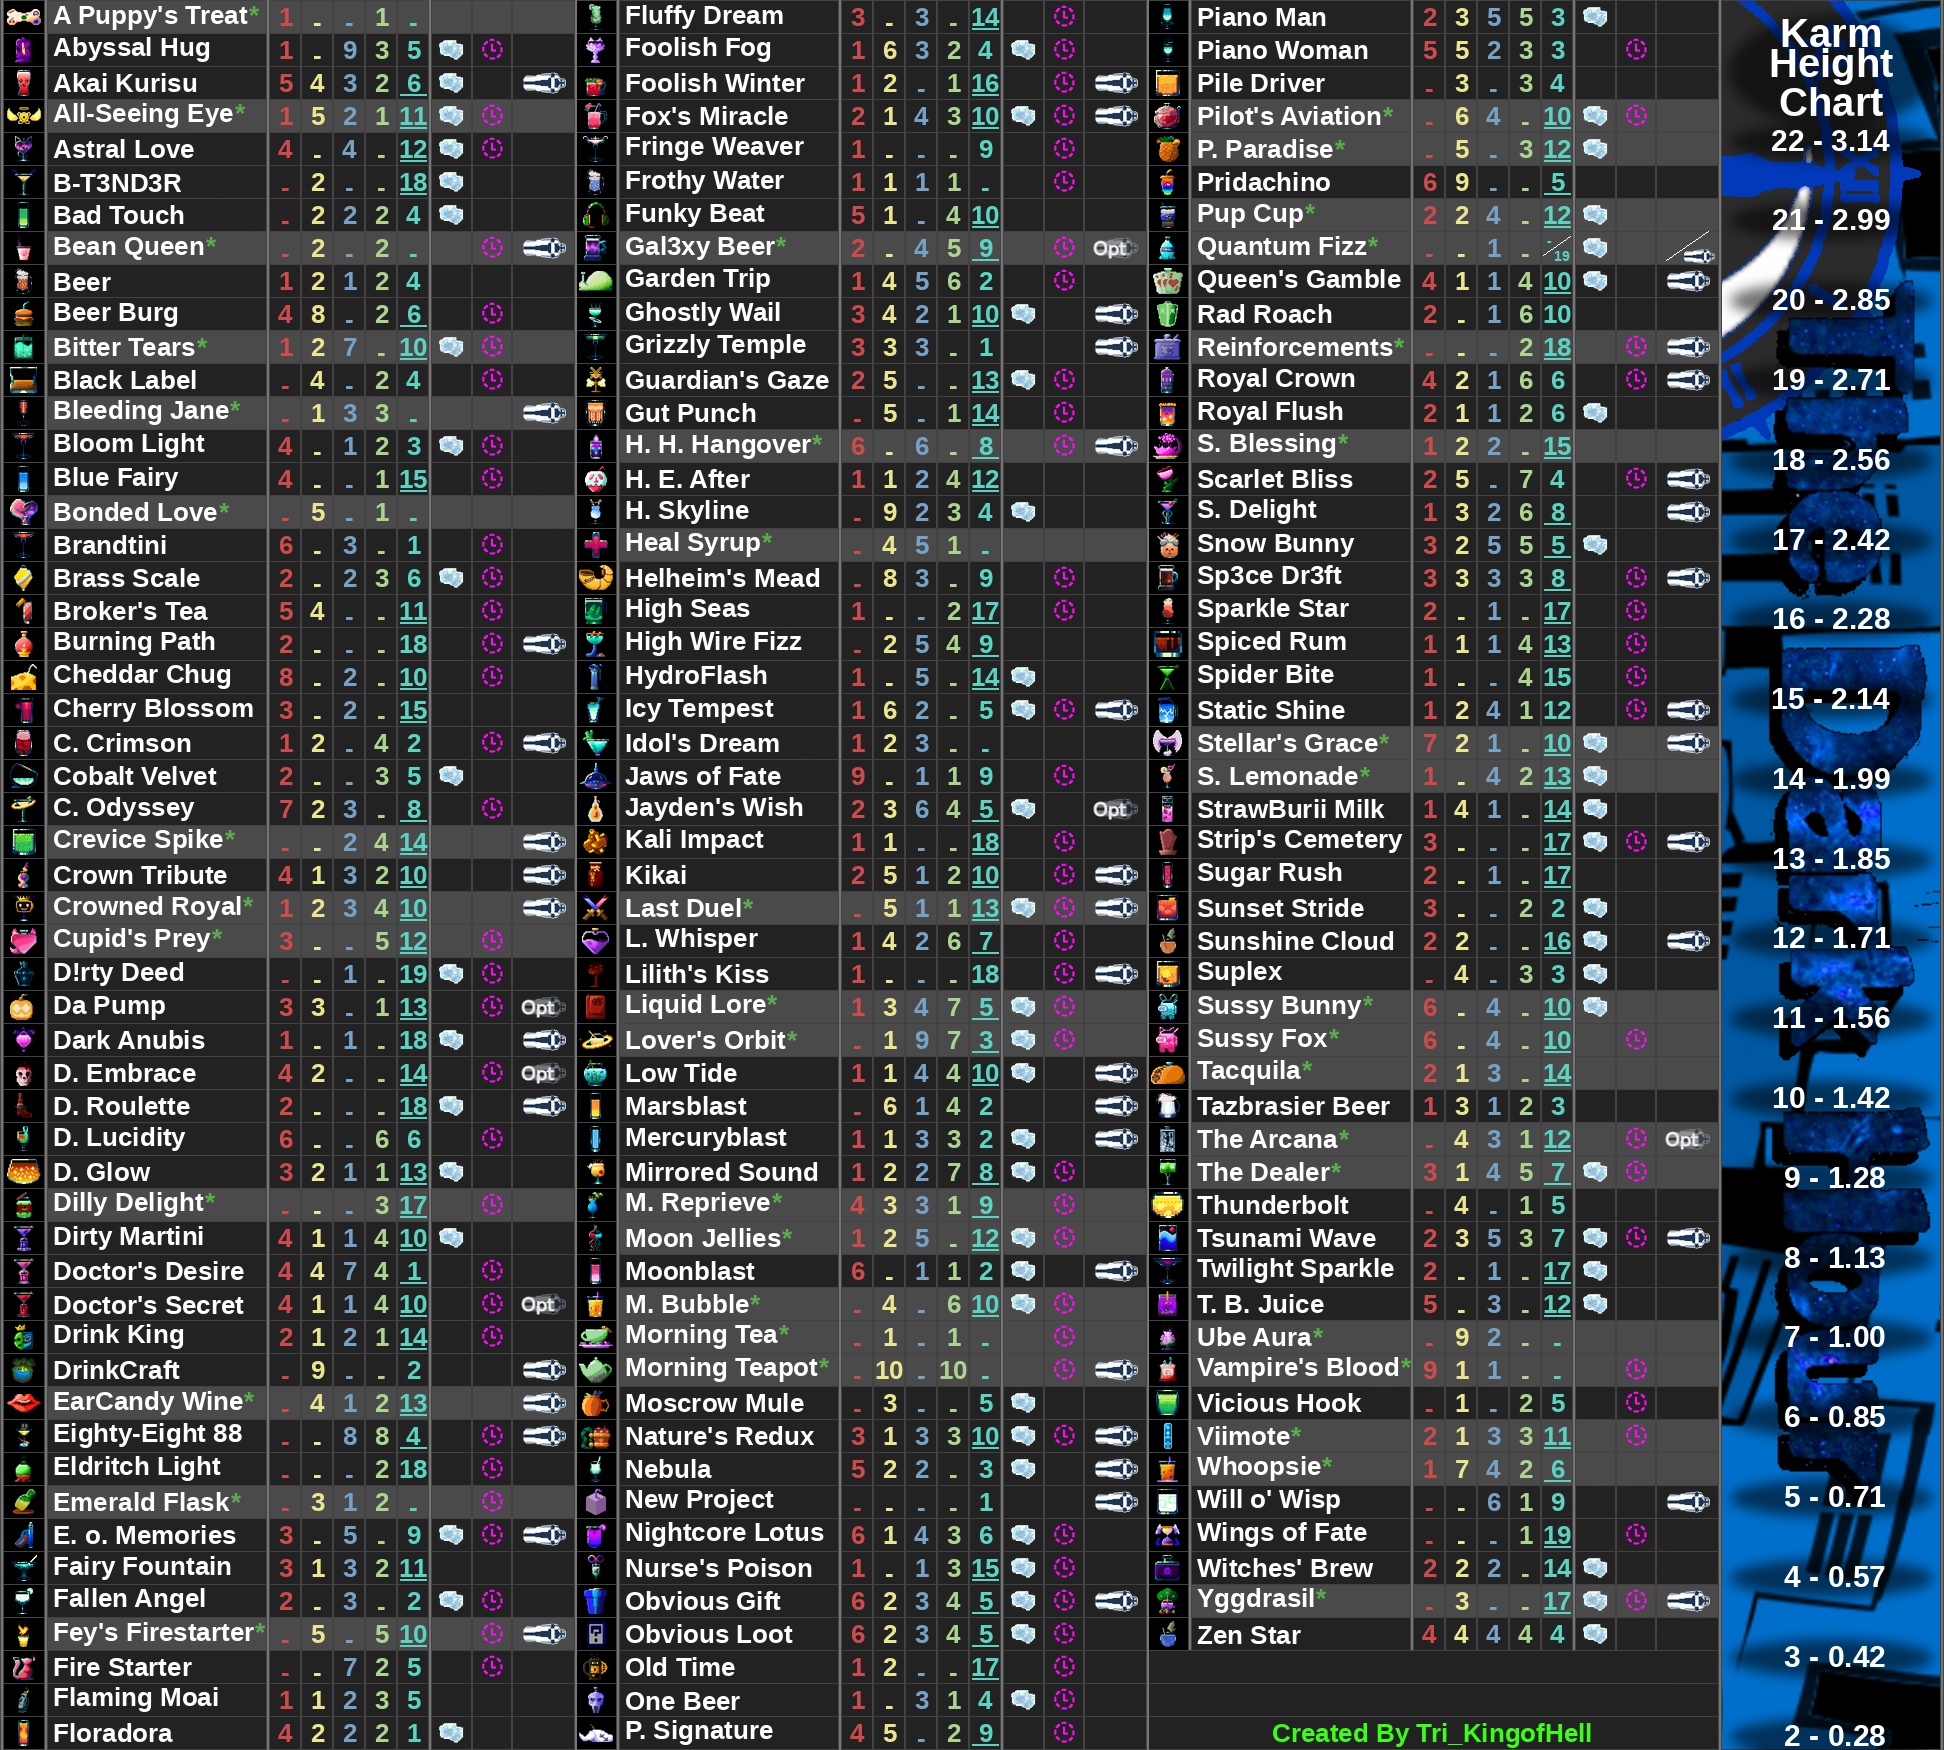 A Puppy's Treat* 1 - - 1 -
Abyssal Hug 1 - 9 3 5
Akai Kurisu 5 4 3 2 6
All-Seeing Eye* 1 5 2 1 11
Astral Love 4 - 4 - 12
B-T3ND3R - 2 - - 18
Bad Touch - 2 2 2 4
Bean Queen* - 2 - 2 -
Beer 1 2 1 2 4
Beer Burg 4 8 - 2 6
Bitter Tears* 1 2 7 - 10
Black Label - 4 - 2 4
Bleeding Jane* - 1 3 3 -
Bloom Light 4 - 1 2 3
Blue Fairy 4 - - 1 15
Bonded Love* - 5 - 1 -
Brandtini 6 - 3 - 1
Brass Scale 2 - 2 3 6
Broker's Tea 5 4 - - 11
Burning Path 2 - - - 18
Cheddar Chug 8 - 2 - 10
Cherry Blossom 3 - 2 - 15
C. Crimson 1 2 - 4 2
Cobalt Velvet 2 - - 3 5
C. Odyssey 7 2 3 - 8
Crevice Spike* - - 2 4 14
Crown Tribute 4 1 3 2 10
Crowned Royal* 1 2 3 4 10
Cupid's Prey* 3 - - 5 12
D!rty Deed - - 1 - 19
Da Pump 3 3 - 1 13 Opt
Dark Anubis 1 - 1 - 18
D. Embrace 4 2 - - 14 Opt
D. Roulette 2 - - - 18
D. Lucidity 6 - - 6 6
D. Glow 3 2 1 1 13
Dilly Delight* - - - 3 17
Dirty Martini 4 1 1 4 10
Doctor's Desire 4 4 7 4 1
Doctor's Secret 4 1 1 4 10 Opt
Drink King 2 1 2 1 14
DrinkCraft - 9 - - 2
EarCandy Wine* - 4 1 2 13
Eighty-Eight 88 - - 8 8 4
Eldritch Light - - - 2 18
Emerald Flask* - 3 1 2 -
E. o. Memories 3 - 5 - 9
Fairy Fountain 3 1 3 2 11
Fallen Angel 2 - 3 - 2
Fey's Firestarter* - 5 - 5 10
Fire Starter - - 7 2 5
Flaming Moai 1 1 2 3 5
Floradora 4 2 2 2 1
Fluffy Dream 3 - 3 - 14
Foolish Fog 1 6 3 2 4
Foolish Winter 1 2 - 1 16
Fox's Miracle 2 1 4 3 10
Fringe Weaver 1 - - - 9
Frothy Water 1 1 1 1 -
Funky Beat 5 1 - 4 10
Gal3xy Beer* 2 - 4 5 9 Opt
Garden Trip 1 4 5 6 2
Ghostly Wail 3 4 2 1 10
Grizzly Temple 3 3 3 - 1
Guardian's Gaze 2 5 - - 13
Gut Punch - 5 - 1 14
H. H. Hangover* 6 - 6 - 8
H. E. After 1 1 2 4 12
H. Skyline - 9 2 3 4
Heal Syrup* - 4 5 1 -
Helheim's Mead - 8 3 - 9
High Seas 1 - - 2 17
High Wire Fizz - 2 5 4 9
HydroFlash 1 - 5 - 14
Icy Tempest 1 6 2 - 5
Idol's Dream 1 2 3 - -
Jaws of Fate 9 - 1 1 9
Jayden's Wish 2 3 6 4 5 Opt
Kali Impact 1 1 - - 18
Kikai 2 5 1 2 10
Last Duel* - 5 1 1 13
L. Whisper 1 4 2 6 7
Lilith's Kiss 1 - - - 18
Liquid Lore* 1 3 4 7 5
Lover's Orbit* - 1 9 7 3
Low Tide 1 1 4 4 10
Marsblast - 6 1 4 2
Mercuryblast 1 1 3 3 2
Mirrored Sound 1 2 2 7 8
M. Reprieve* 4 3 3 1 9
Moon Jellies* 1 2 5 - 12
Moonblast 6 - 1 1 2
M. Bubble* - 4 - 6 10
Morning Tea* - 1 - 1 -
Morning Teapot* - 10 - 10 -
Moscrow Mule - 3 - - 5
Nature's Redux 3 1 3 3 10
Nebula 5 2 2 - 3
New Project - - - - 1
Nightcore Lotus 6 1 4 3 6
Nurse's Poison 1 - 1 3 15
Obvious Gift 6 2 3 4 5
Obvious Loot 6 2 3 4 5
Old Time 1 2 - - 17
One Beer 1 - 3 1 4
P. Signature 4 5 - 2 9
Piano Man 2 3 5 5 3
Piano Woman 5 5 2 3 3
Pile Driver - 3 - 3 4
Pilot's Aviation* - 6 4 - 10
P. Paradise* - 5 - 3 12
Pridachino 6 9 - - 5
Pup Cup* 2 2 4 - 12
Quantum Fizz* - - 1 - -/19
Queen's Gamble 4 1 1 4 10
Rad Roach 2 - 1 6 10
Reinforcements* - - - 2 18
Royal Crown 4 2 1 6 6
Royal Flush 2 1 1 2 6
S. Blessing* 1 2 2 - 15
Scarlet Bliss 2 5 - 7 4
S. Delight 1 3 2 6 8
Snow Bunny 3 2 5 5 5
Sp3ce Dr3ft 3 3 3 3 8
Sparkle Star 2 - 1 - 17
Spiced Rum 1 1 1 4 13
Spider Bite 1 - - 4 15
Static Shine 1 2 4 1 12
Stellar's Grace* 7 2 1 - 10
S. Lemonade* 1 - 4 2 13
StrawBurii Milk 1 4 1 - 14
Strip's Cemetery 3 - - - 17
Sugar Rush 2 - 1 - 17
Sunset Stride 3 - - 2 2
Sunshine Cloud 2 2 - - 16
Suplex - 4 - 3 3
Sussy Bunny* 6 - 4 - 10
Sussy Fox* 6 - 4 - 10
Tacquila* 2 1 3 - 14
Tazbrasier Beer 1 3 1 2 3
The Arcana* - 4 3 1 12 Opt
The Dealer* 3 1 4 5 7
Thunderbolt - 4 - 1 5
Tsunami Wave 2 3 5 3 7
Twilight Sparkle 2 - 1 - 17
T. B. Juice 5 - 3 - 12
Ube Aura* - 9 2 - -
Vampire's Blood* 9 1 1 - -
Vicious Hook - 1 - 2 5
Viimote* 2 1 3 3 11
Whoopsie* 1 7 4 2 6
Will o' Wisp - - 6 1 9
Wings of Fate - - - 1 19
Witches' Brew 2 2 2 - 14
Yggdrasil* - 3 - - 17
Zen Star 4 4 4 4 4
Created By Tri_KingofHell
Karm
Height
Chart
22 - 3.14
21 - 2.99
20 - 2.85
19 - 2.71
18 - 2.56
17 - 2.42
16 - 2.28
15 - 2.14
14 - 1.99
13 - 1.85
12 - 1.71
11 - 1.56
10 - 1.42
9 - 1.28
8 - 1.13
7 - 1.00
6 - 0.85
5 - 0.71
4 - 0.57
3 - 0.42
2 - 0.28